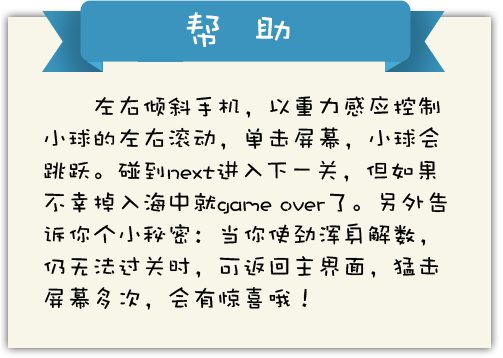 帮 助
左右倾斜手机，以重力感应控制
小球的左右滚动，单击屏幕，小球会
跳跃。碰到next进入下一关，但如果
不幸掉入海中就game over了。另外告
诉你个小秘密：当你使劲浑身解数，
仍无法过关时，可返回主界面，猛击
屏幕多次，会有惊喜哦！